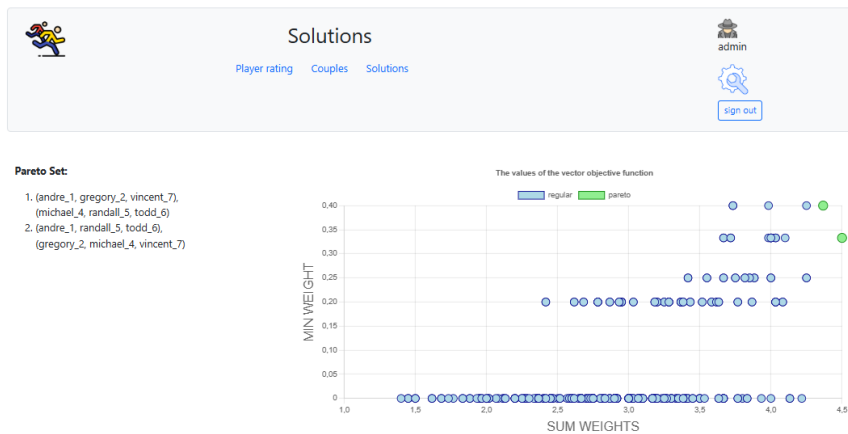 Solutions
admin
Player rating Couples Solutions
sign out
Pareto Set:
1. (andre_1, gregory_2, vincent_7),
(michael_4, randall_5, todd_6)
2. (andre_1, randall_5, todd_6),
(gregory_2, michael_4, vincent_7)
The values of the vector objective function
regular pareto
MIN WEIGHT
0,40
0,35
0,30
0,25
0,20
0,15
0,10
0,05
0
1,0 1,5 2,0 2,5 3,0 3,5 4,0 4,5
SUM WEIGHTS